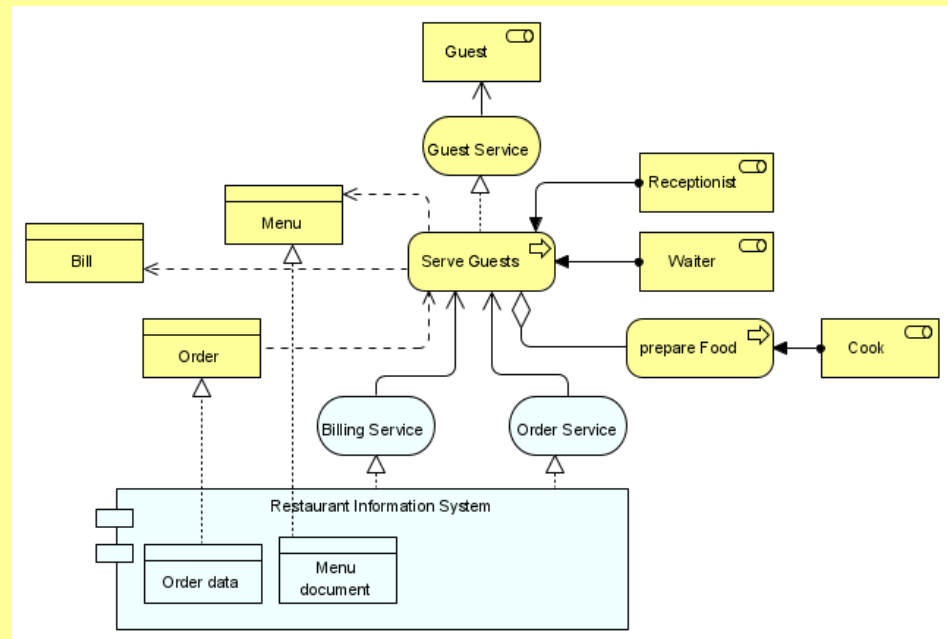 Guest
Guest Service
Receptionist
Menu
Bill
Serve Guests
Waiter
Order
prepare Food
Cook
Billing Service
Order Service
Restaurant Information System
Order data
Menu
document